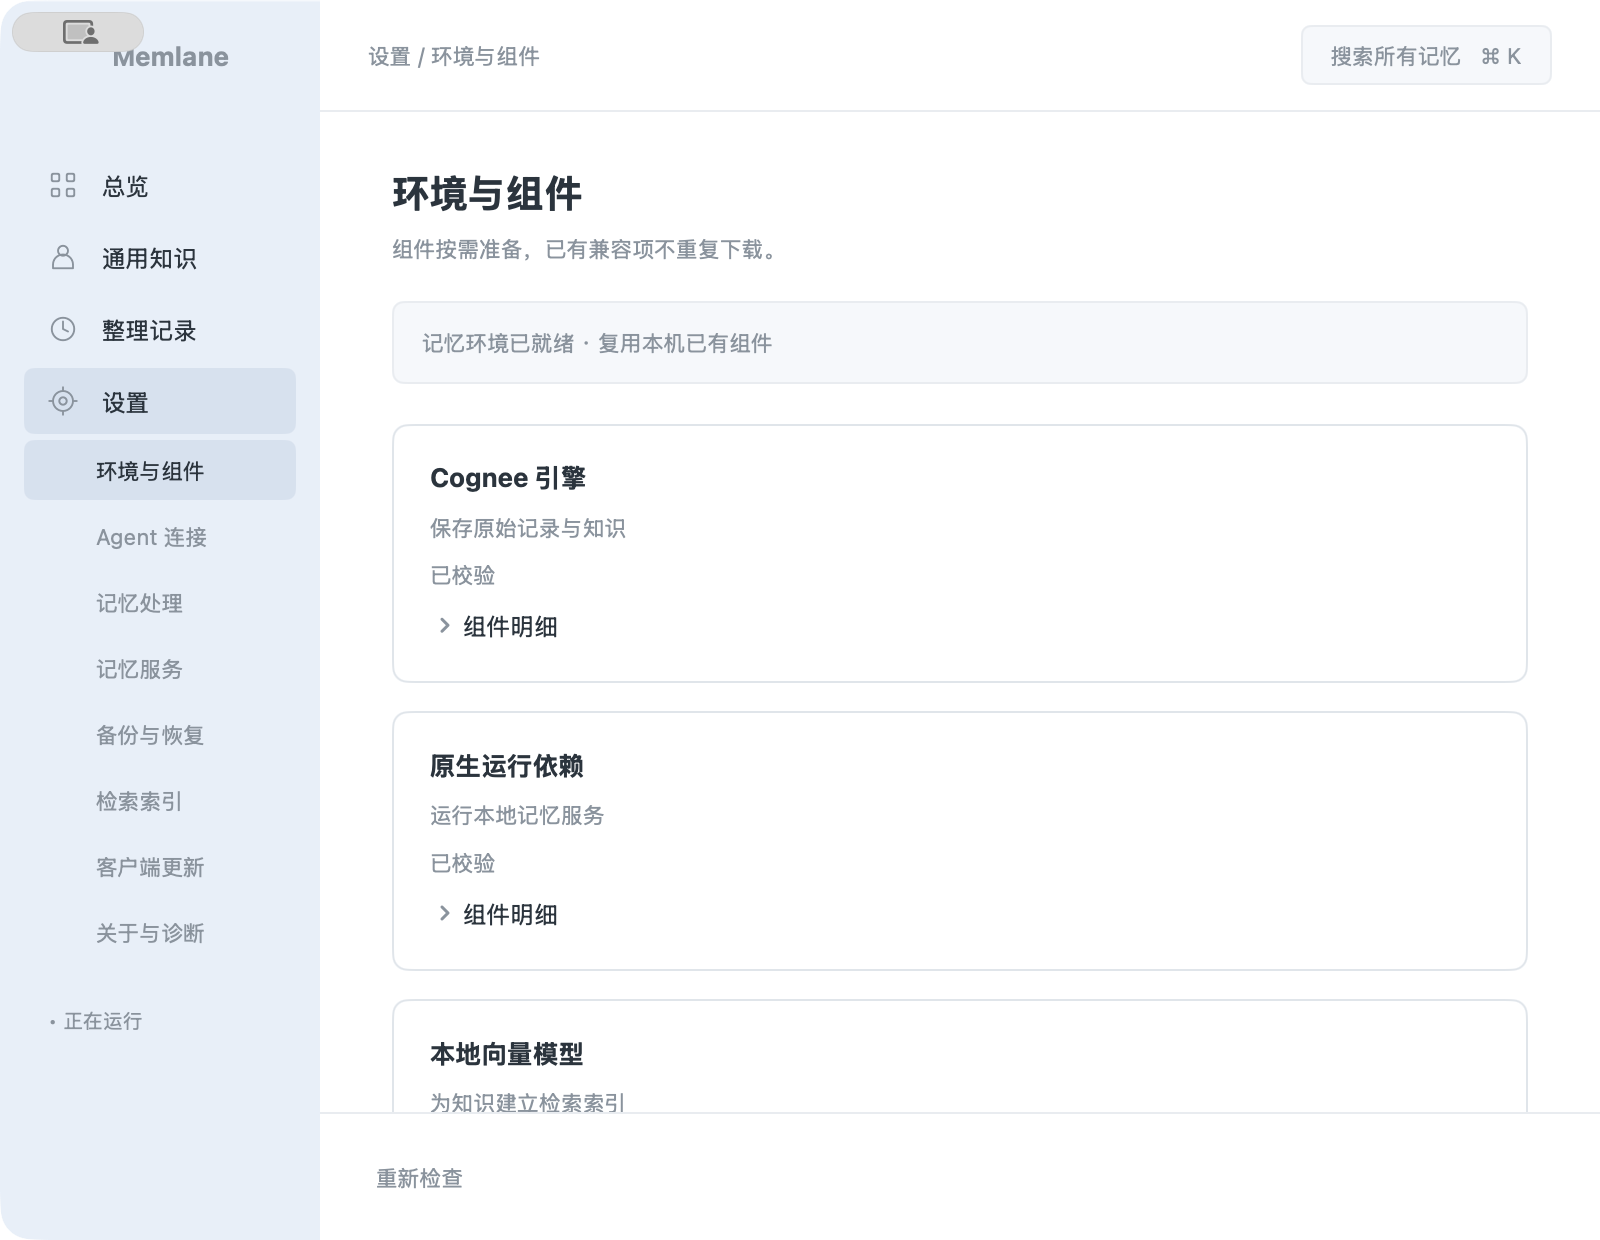 Memlane
总览
通用知识
整理记录
设置
环境与组件
Agent 连接
记忆处理
记忆服务
备份与恢复
检索索引
客户端更新
关于与诊断
• 正在运行
设置 / 环境与组件
搜索所有记忆 ⌘ K
环境与组件
组件按需准备，已有兼容项不重复下载。
记忆环境已就绪 · 复用本机已有组件
Cognee 引擎
保存原始记录与知识
已校验
组件明细
原生运行依赖
运行本地记忆服务
已校验
组件明细
本地向量模型
为知识建立检索索引
重新检查